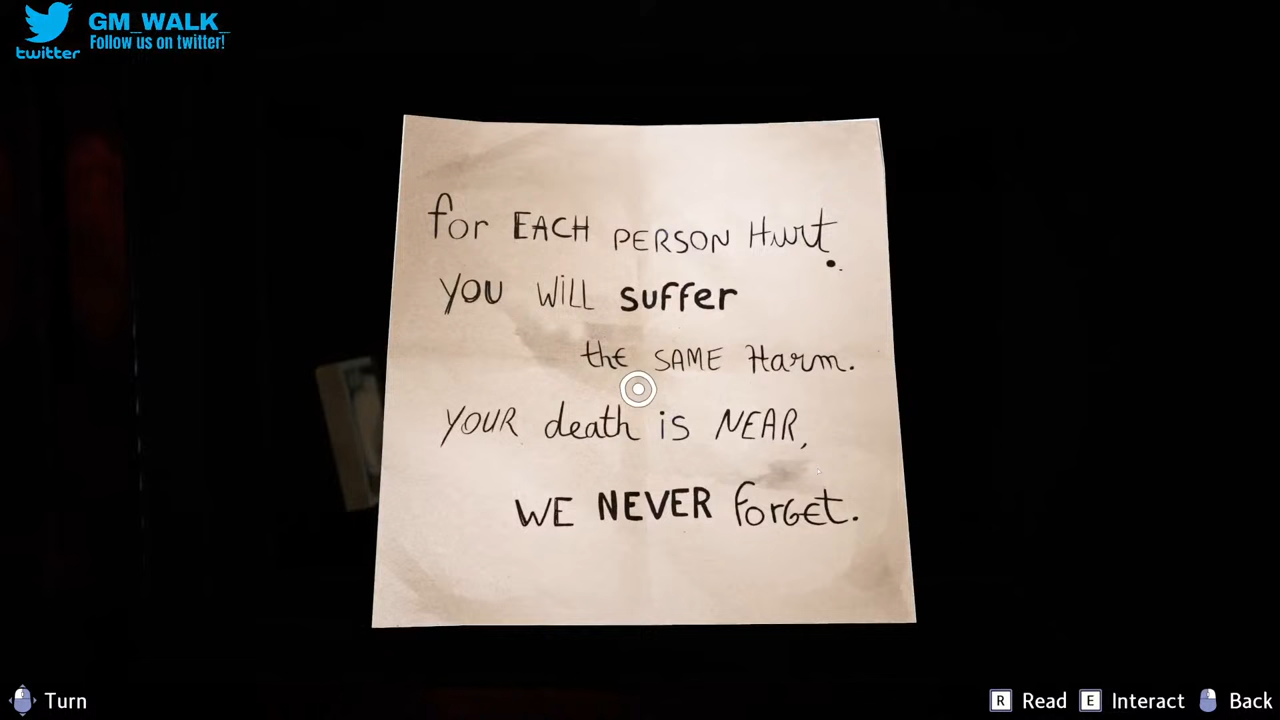 GM_WALK_
Follow us on twitter!
twitter
for EACH PERSON Hurt.
YOU WiLL suffer
the SAME Harm.
YOUR death is NEAR,
WE NEVER forGet.
Turn
R Read E Interact Back